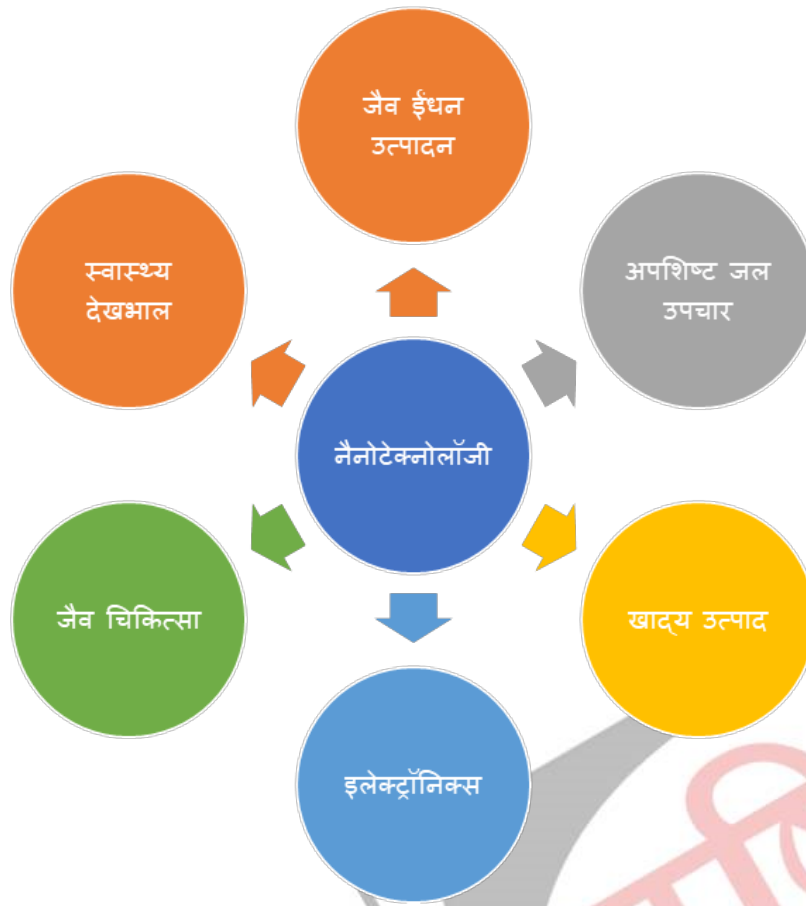 जैव ईंधन
उत्पादन
स्वास्थ्य
देखभाल
अपशिष्ट जल
उपचार
नैनोटेक्नोलॉजी
जैव चिकित्सा
खाद्य उत्पाद
इलेक्ट्रॉनिक्स